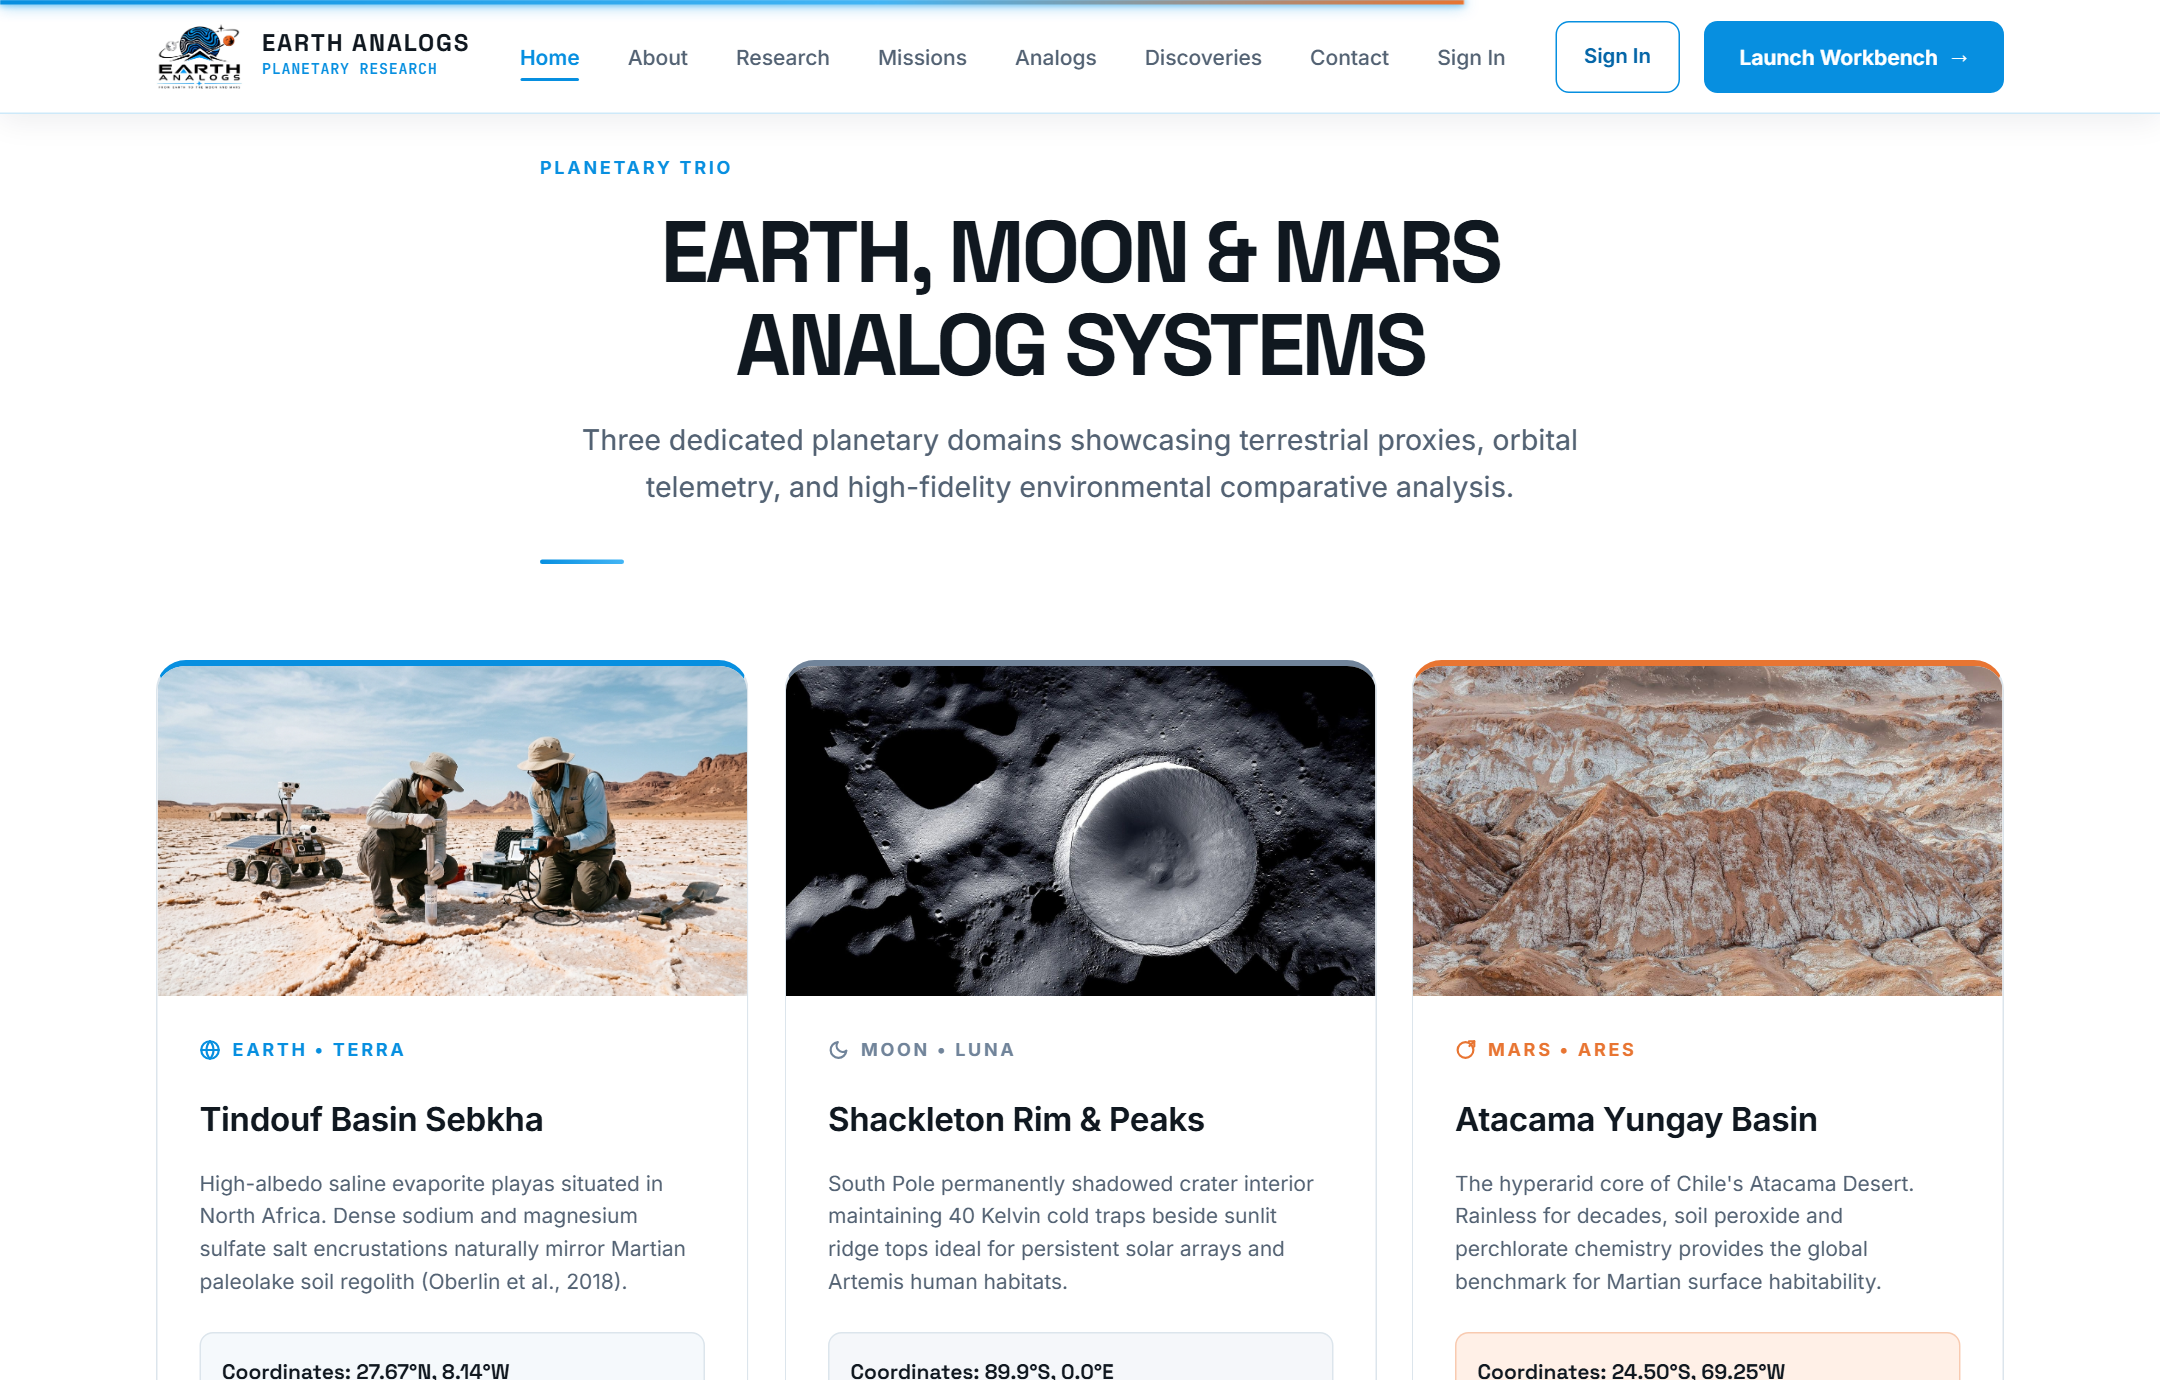 EARTH
ANALOGS
EARTH ANALOGS
PLANETARY RESEARCH
Home
About
Research
Missions
Analogs
Discoveries
Contact
Sign In
Sign In
Launch Workbench →
PLANETARY TRIO
EARTH, MOON & MARS
ANALOG SYSTEMS
Three dedicated planetary domains showcasing terrestrial proxies, orbital
telemetry, and high-fidelity environmental comparative analysis.
EARTH • TERRA
Tindouf Basin Sebkha
High-albedo saline evaporite playas situated in
North Africa. Dense sodium and magnesium
sulfate salt encrustations naturally mirror Martian
paleolake soil regolith (Oberlin et al., 2018).
Coordinates: 27.67°N, 8.14°W
MOON • LUNA
Shackleton Rim & Peaks
South Pole permanently shadowed crater interior
maintaining 40 Kelvin cold traps beside sunlit
ridge tops ideal for persistent solar arrays and
Artemis human habitats.
Coordinates: 89.9°S, 0.0°E
MARS • ARES
Atacama Yungay Basin
The hyperarid core of Chile's Atacama Desert.
Rainless for decades, soil peroxide and
perchlorate chemistry provides the global
benchmark for Martian surface habitability.
Coordinates: 24.50°S, 69.25°W